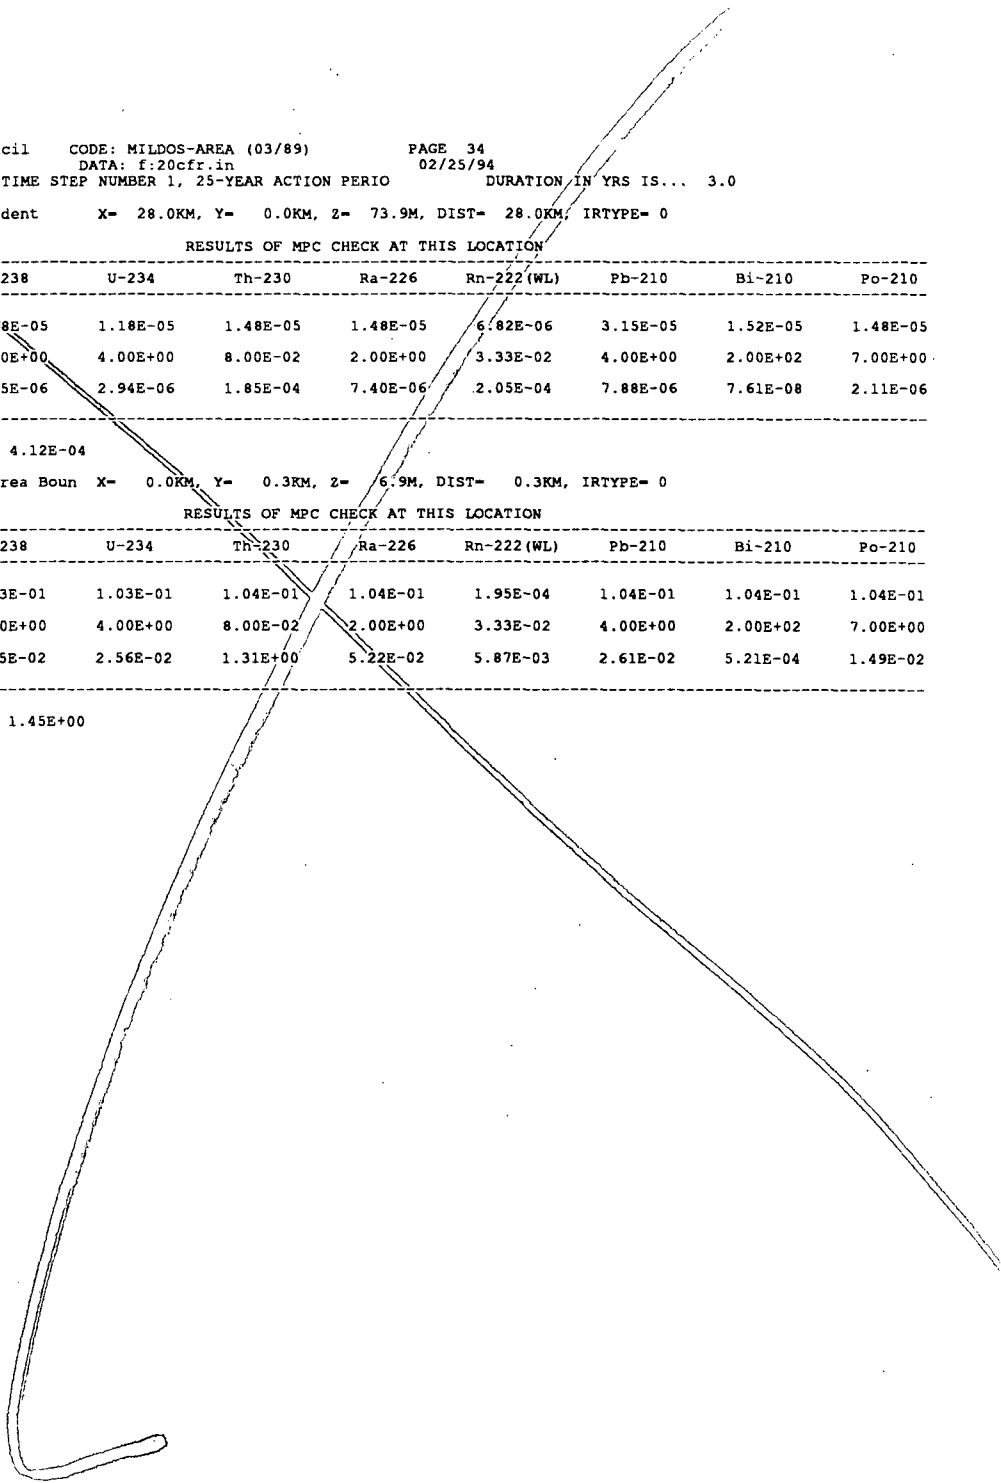 cil CODE: MILDOS-AREA (03/89) PAGE 34
DATA: f:20cfr.in 02/25/94
TIME STEP NUMBER 1, 25-YEAR ACTION PERIO DURATION IN YRS IS... 3.0
dent X= 28.0KM, Y= 0.0KM, Z= 73.9M, DIST= 28.0KM, IRTYPE= 0
RESULTS OF MPC CHECK AT THIS LOCATION
238 U-234 Th-230 Ra-226 Rn-222(WL) Pb-210 Bi-210 Po-210
8E-05 1.18E-05 1.48E-05 1.48E-05 6.82E-06 3.15E-05 1.52E-05 1.48E-05
0E+00 4.00E+00 8.00E-02 2.00E+00 3.33E-02 4.00E+00 2.00E+02 7.00E+00
5E-06 2.94E-06 1.85E-04 7.40E-06 2.05E-04 7.88E-06 7.61E-08 2.11E-06
4.12E-04
rea Boun X= 0.0KM, Y= 0.3KM, Z= 6.9M, DIST= 0.3KM, IRTYPE= 0
RESULTS OF MPC CHECK AT THIS LOCATION
238 U-234 Th-230 Ra-226 Rn-222(WL) Pb-210 Bi-210 Po-210
3E-01 1.03E-01 1.04E-01 1.04E-01 1.95E-04 1.04E-01 1.04E-01 1.04E-01
0E+00 4.00E+00 8.00E-02 2.00E+00 3.33E-02 4.00E+00 2.00E+02 7.00E+00
5E-02 2.56E-02 1.31E+00 5.22E-02 5.87E-03 2.61E-02 5.21E-04 1.49E-02
1.45E+00